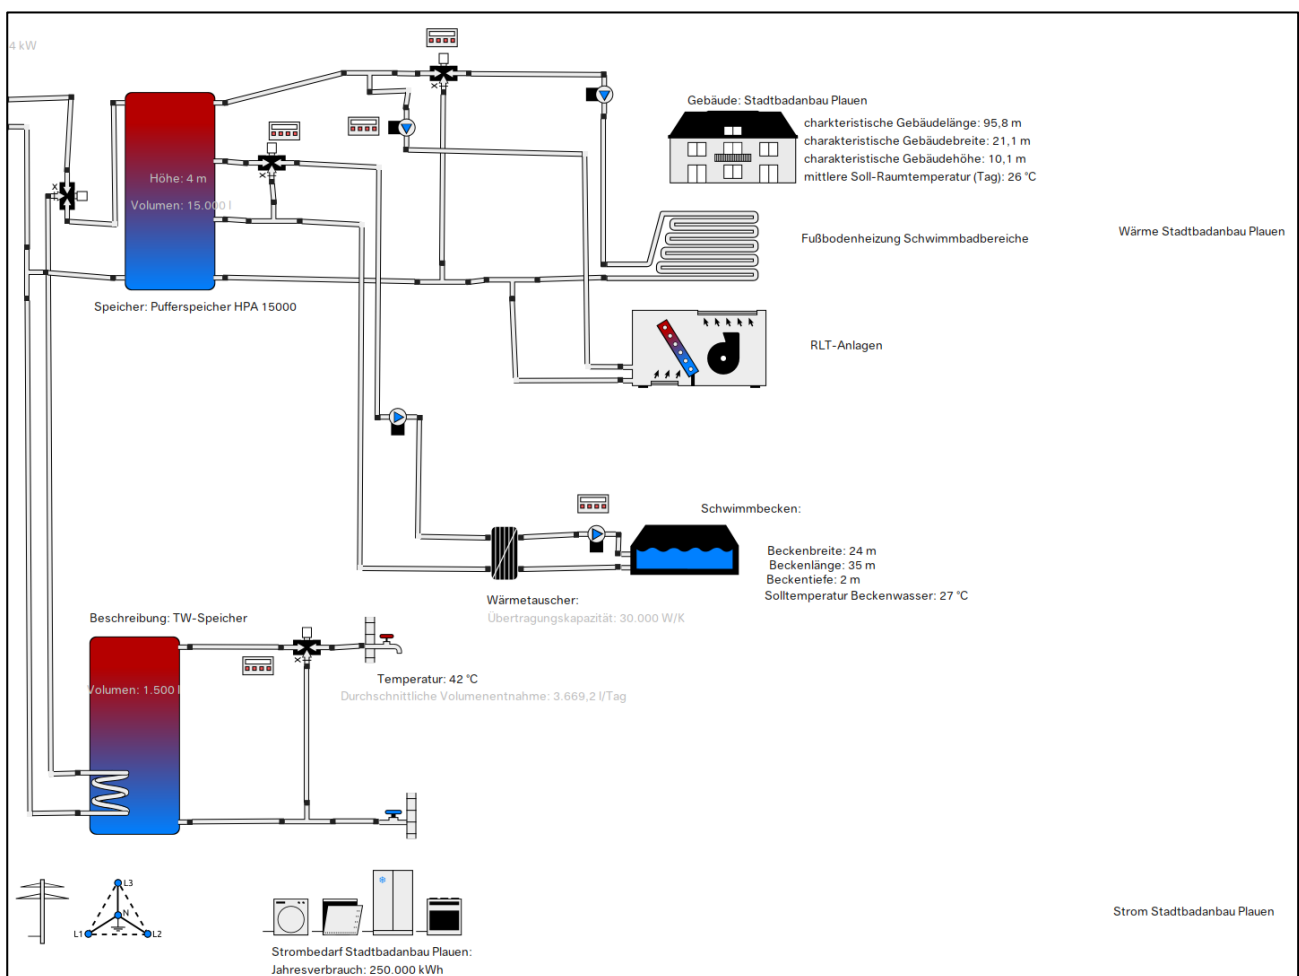 4 kW
Gebäude: Stadtbadanbau Plauen
charkteristische Gebäudelänge: 95,8 m
charakteristische Gebäudebreite: 21,1 m
charakteristische Gebäudehöhe: 10,1 m
mittlere Soll-Raumtemperatur (Tag): 26 °C
Höhe: 4 m
Volumen: 15.000 l
Fußbodenheizung Schwimmbadbereiche
Wärme Stadtbadanbau Plauen
Speicher: Pufferspeicher HPA 15000
RLT-Anlagen
Schwimmbecken:
Beckenbreite: 24 m
Beckenlänge: 35 m
Beckentiefe: 2 m
Solltemperatur Beckenwasser: 27 °C
Wärmetauscher:
Übertragungskapazität: 30.000 W/K
Beschreibung: TW-Speicher
Volumen: 1.500 l
Temperatur: 42 °C
Durchschnittliche Volumenentnahme: 3.669,2 l/Tag
L3
N
L1
L2
Strom Stadtbadanbau Plauen
Strombedarf Stadtbadanbau Plauen:
Jahresverbrauch: 250.000 kWh